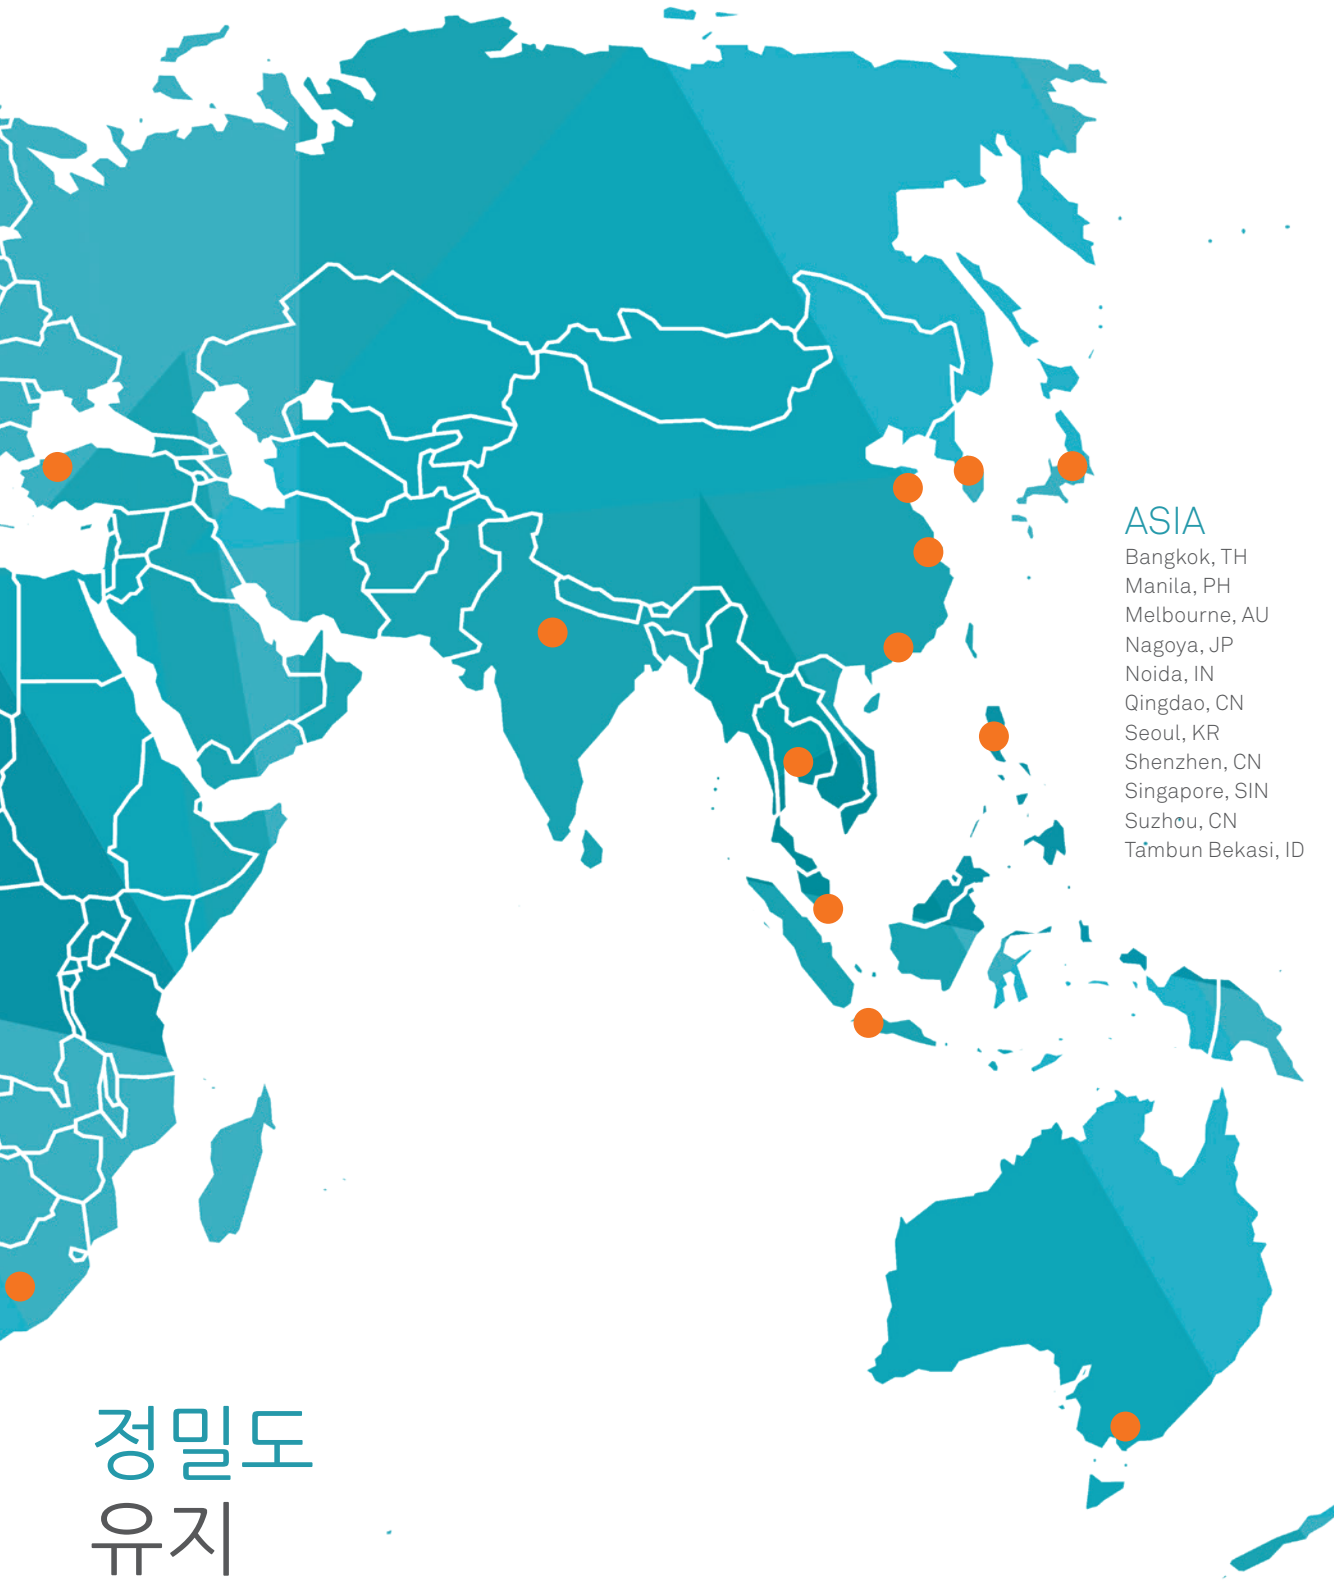 ASIA
Bangkok, TH
Manila, PH
Melbourne, AU
Nagoya, JP
Noida, IN
Qingdao, CN
Seoul, KR
Shenzhen, CN
Singapore, SIN
Suzhou, CN
Tambun Bekasi, ID
정밀도
유지